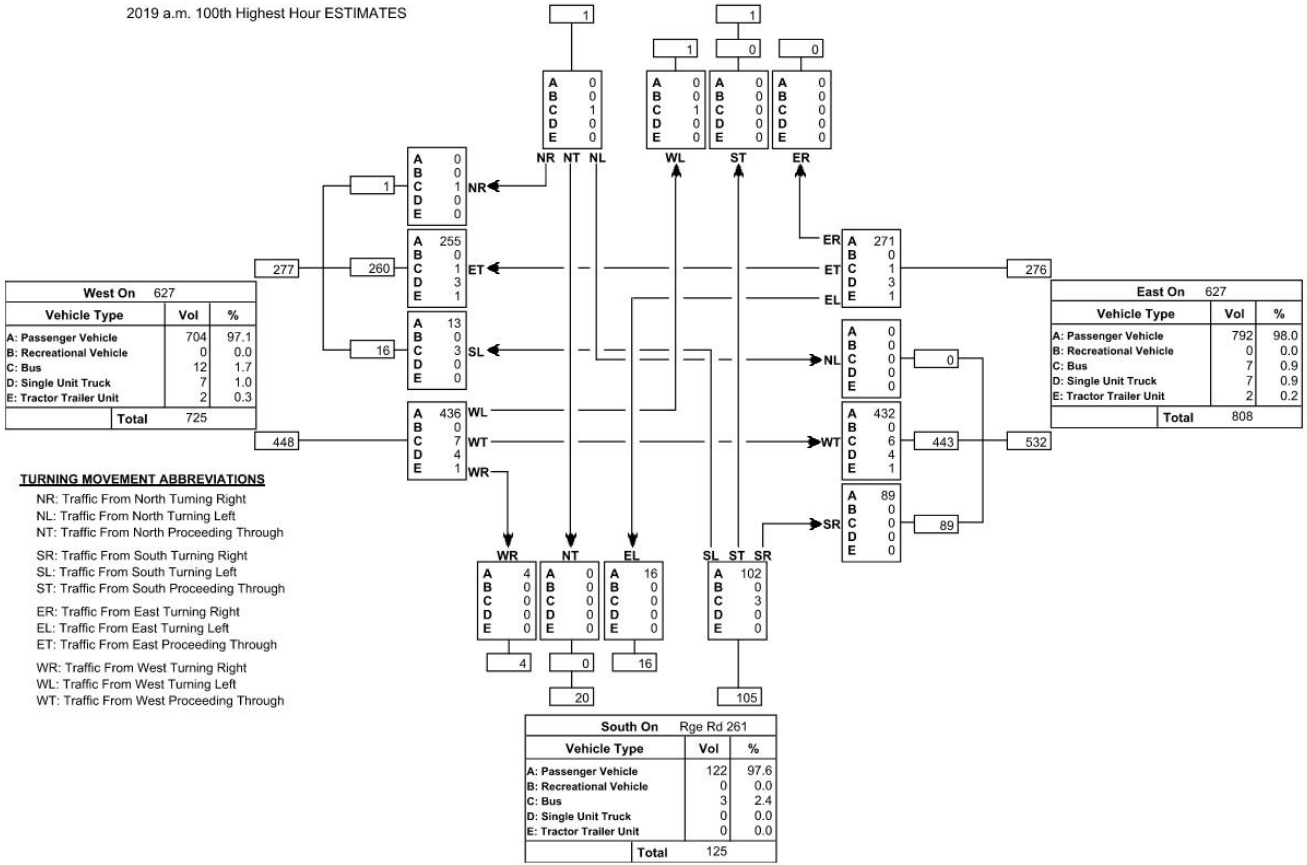 2019 a.m. 100th Highest Hour ESTIMATES
1
1
1
0
0
A 0
B 0
C 1
D 0
E 0
A 0
B 0
C 1
D 0
E 0
A 0
B 0
C 0
D 0
E 0
A 0
B 0
C 0
D 0
E 0
NR NT NL
WL
ST
ER
1
A 0
B 0
C 1
D 0
E 0
NR
277
260
A 255
B 0
C 1
D 3
E 1
ET
16
A 13
B 0
C 3
D 0
E 0
SL
ER
ET
EL
A 271
B 0
C 1
D 3
E 1
276
NL
A 0
B 0
C 0
D 0
E 0
0
West On 627
Vehicle Type Vol %
A: Passenger Vehicle 704 97.1
B: Recreational Vehicle 0 0.0
C: Bus 12 1.7
D: Single Unit Truck 7 1.0
E: Tractor Trailer Unit 2 0.3
Total 725
East On 627
Vehicle Type Vol %
A: Passenger Vehicle 792 98.0
B: Recreational Vehicle 0 0.0
C: Bus 7 0.9
D: Single Unit Truck 7 0.9
E: Tractor Trailer Unit 2 0.2
Total 808
448
A 436
B 0
C 7
D 4
E 1
WL
WT
WR
WT
A 432
B 0
C 6
D 4
E 1
443
532
SR
A 89
B 0
C 0
D 0
E 0
89
TURNING MOVEMENT ABBREVIATIONS
NR: Traffic From North Turning Right
NL: Traffic From North Turning Left
NT: Traffic From North Proceeding Through
SR: Traffic From South Turning Right
SL: Traffic From South Turning Left
ST: Traffic From South Proceeding Through
ER: Traffic From East Turning Right
EL: Traffic From East Turning Left
ET: Traffic From East Proceeding Through
WR: Traffic From West Turning Right
WL: Traffic From West Turning Left
WT: Traffic From West Proceeding Through
WR
NT
EL
SL ST SR
A 4
B 0
C 0
D 0
E 0
A 0
B 0
C 0
D 0
E 0
A 16
B 0
C 0
D 0
E 0
A 102
B 0
C 3
D 0
E 0
4
0
16
20
105
South On Rge Rd 261
Vehicle Type Vol %
A: Passenger Vehicle 122 97.6
B: Recreational Vehicle 0 0.0
C: Bus 3 2.4
D: Single Unit Truck 0 0.0
E: Tractor Trailer Unit 0 0.0
Total 125